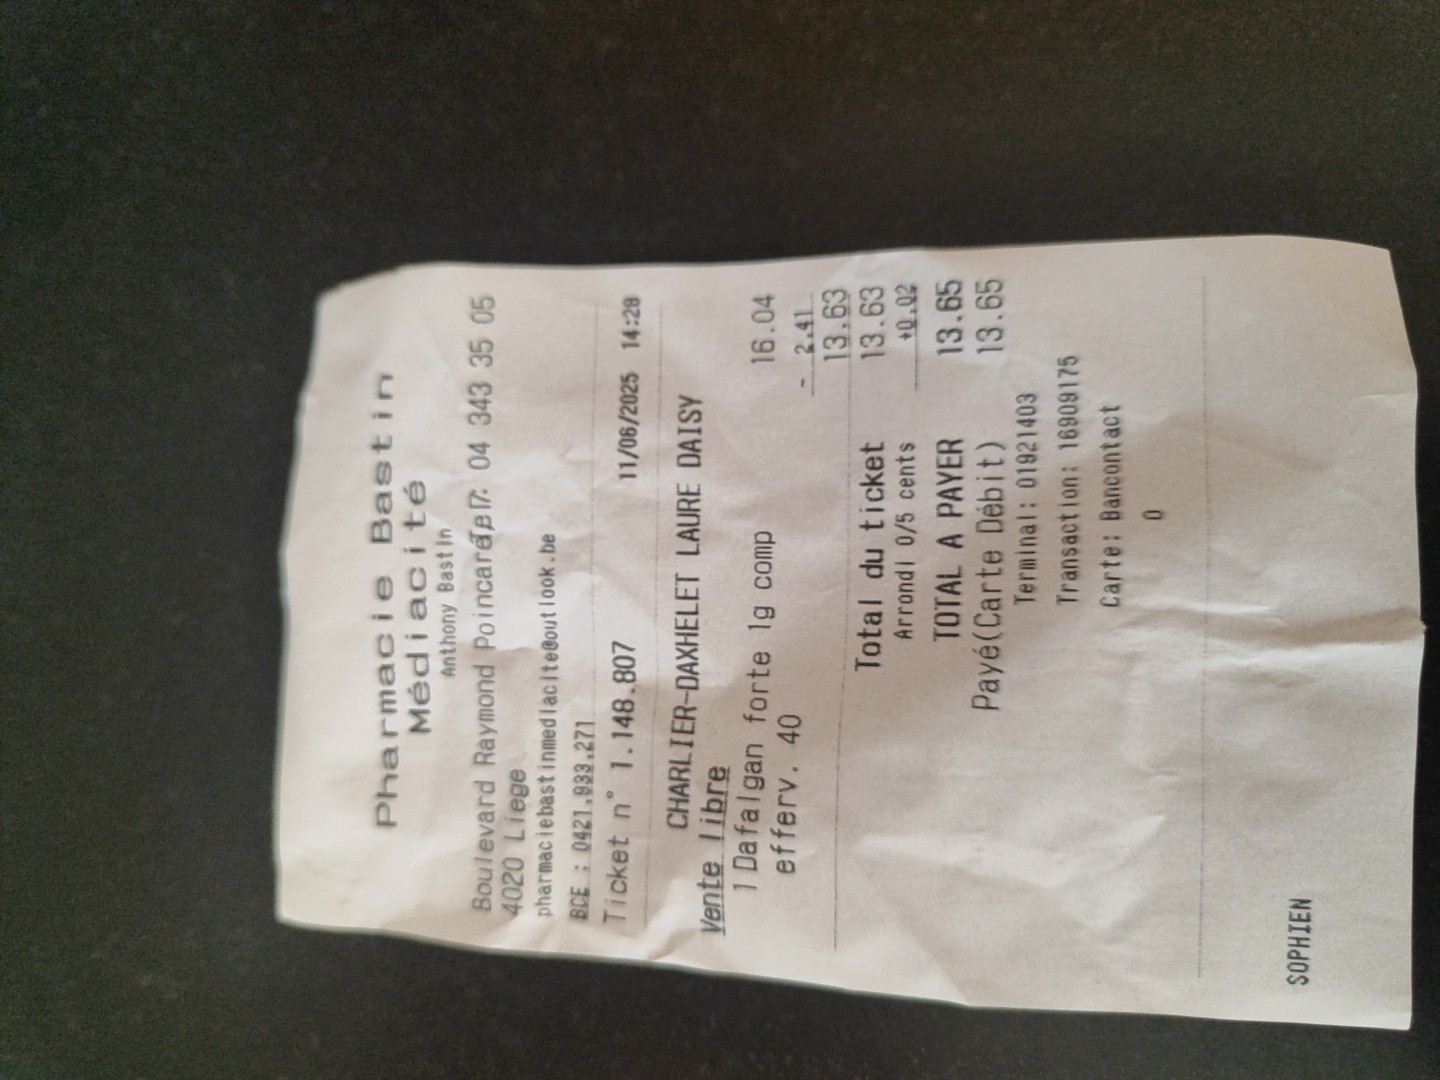 Pharmacie Bastin
Médiacité
Anthony Bastin
Boulevard Raymond Poincaré, 7: 04 343 35 05
4020 Liege
pharmaciebastinmediacite@outlook.be
BCE : 0421.933.271
Ticket n° 1.148.807 11/06/2025 14:28
CHARLIER-DAXHELET LAURE DAISY
Vente libre
1 Dafalgan forte 1g comp 16.04
efferv. 40 - 2.41
13.63
Total du ticket 13.63
Arrondi 0/5 cents +0.02
TOTAL A PAYER 13.65
Payé(Carte Débit) 13.65
Terminal: 01921403
Transaction: 16909175
Carte: Bancontact
0
SOPHIEN